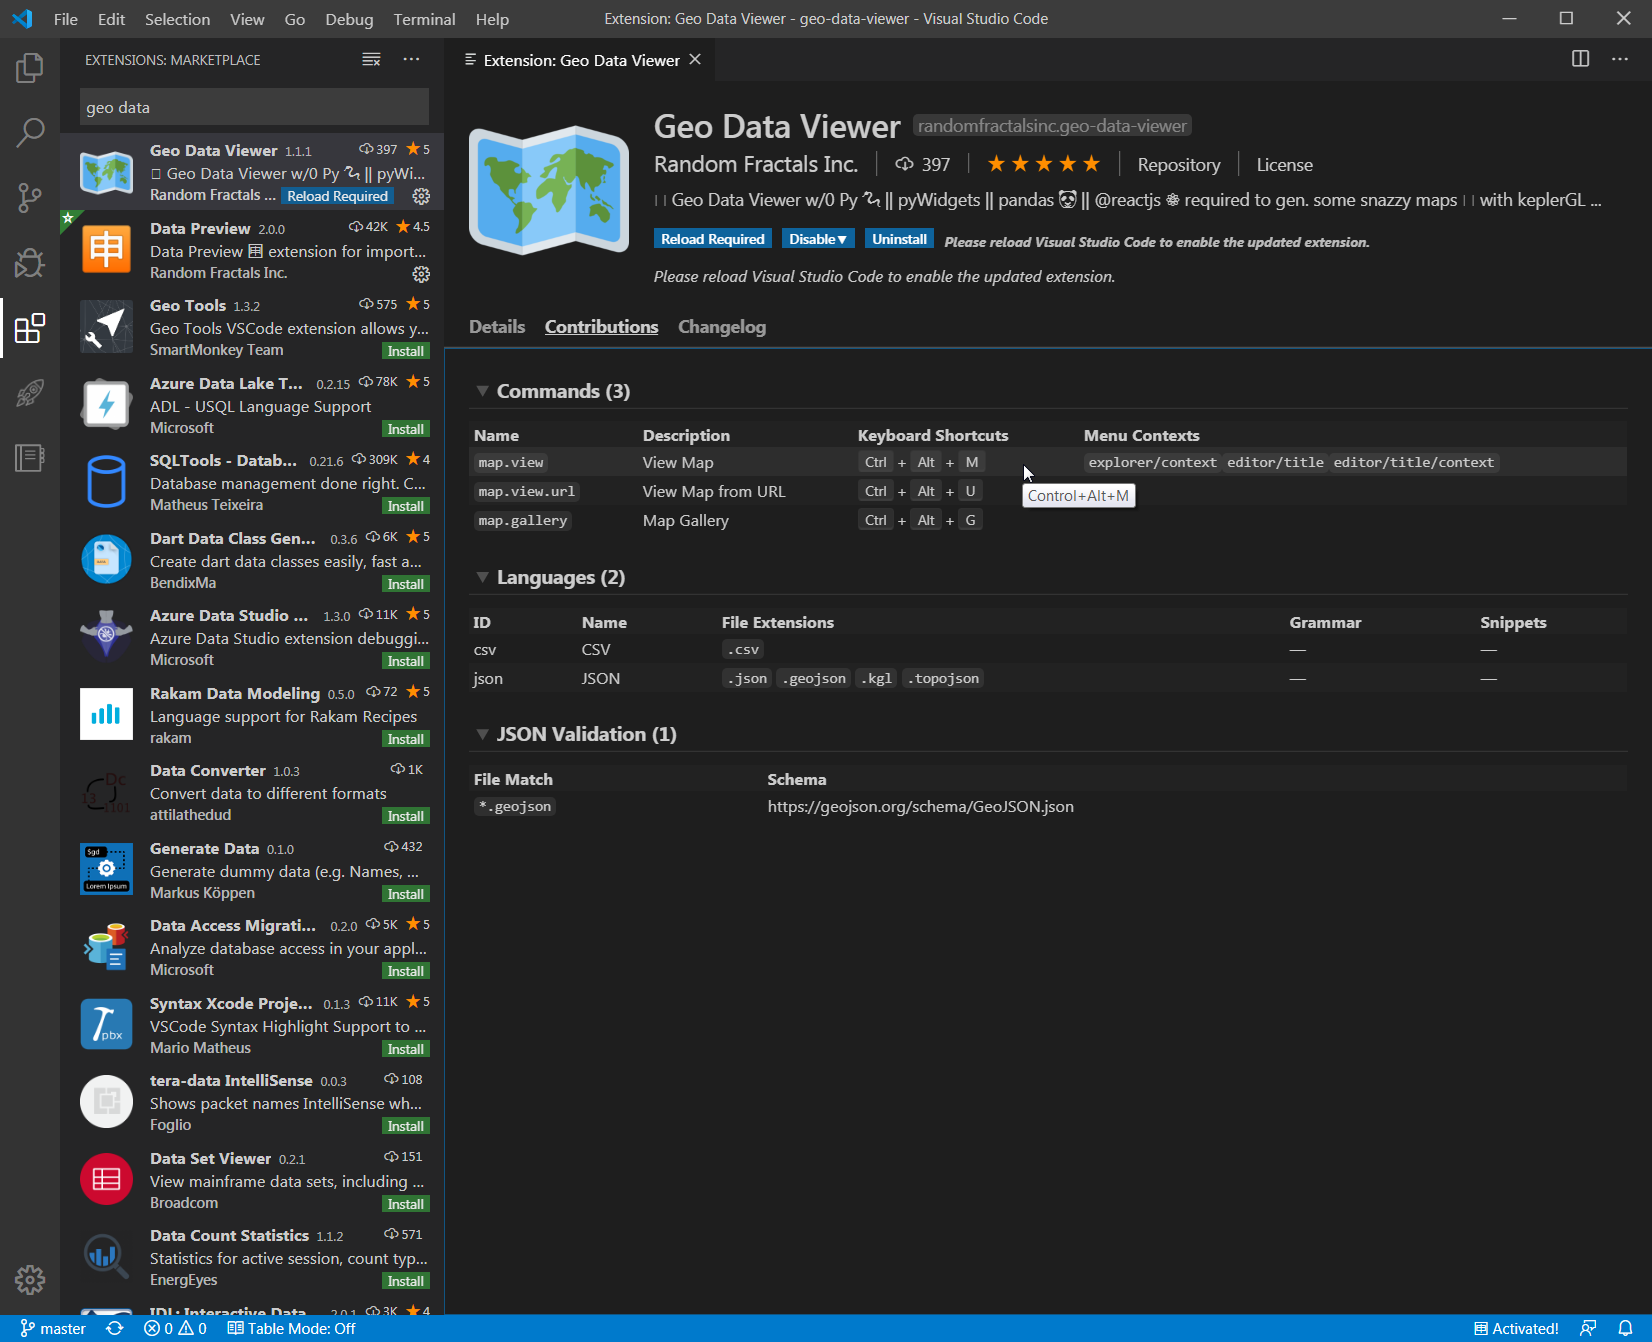 File Edit Selection View Go Debug Terminal Help
Extension: Geo Data Viewer - geo-data-viewer - Visual Studio Code
EXTENSIONS: MARKETPLACE
geo data
Geo Data Viewer 1.1.1 397 ★ 5
Geo Data Viewer w/0 Py 🐍 || pyWi...
Random Fractals ... Reload Required
Data Preview 2.0.0 42K ★ 4.5
Data Preview 🈸 extension for import...
Random Fractals Inc.
Geo Tools 1.3.2 575 ★ 5
Geo Tools VSCode extension allows y...
SmartMonkey Team Install
Azure Data Lake T... 0.2.15 78K ★ 5
ADL - USQL Language Support
Microsoft Install
SQLTools - Datab... 0.21.6 309K ★ 4
Database management done right. C...
Matheus Teixeira Install
Dart Data Class Gen... 0.3.6 6K ★ 5
Create dart data classes easily, fast a...
BendixMa Install
Azure Data Studio ... 1.3.0 11K ★ 5
Azure Data Studio extension debuggi...
Microsoft Install
Rakam Data Modeling 0.5.0 72 ★ 5
Language support for Rakam Recipes
rakam Install
Data Converter 1.0.3 1K
Convert data to different formats
attilathedud Install
Dc
13
1101
Generate Data 0.1.0 432
Generate dummy data (e.g. Names, ...
Markus Köppen Install
Sgd
Lorem Ipsum
Data Access Migrati... 0.2.0 5K ★ 5
Analyze database access in your appl...
Microsoft Install
Syntax Xcode Proje... 0.1.3 11K ★ 5
VSCode Syntax Highlight Support to ...
Mario Matheus Install
pbx
tera-data IntelliSense 0.0.3 108
Shows packet names IntelliSense wh...
Foglio Install
Data Set Viewer 0.2.1 151
View mainframe data sets, including ...
Broadcom Install
Data Count Statistics 1.1.2 571
Statistics for active session, count typ...
EnergEyes Install
IDL: Interactive Data 2.0.1 3K ★ 4
Extension: Geo Data Viewer
Geo Data Viewer randomfractalsinc.geo-data-viewer
Random Fractals Inc. 397 ★★★★★ Repository License
Geo Data Viewer w/0 Py 🐍 || pyWidgets || pandas 🐼 || @reactjs ⚛ required to gen. some snazzy maps with keplerGL ...
Reload Required Disable▼ Uninstall Please reload Visual Studio Code to enable the updated extension.
Please reload Visual Studio Code to enable the updated extension.
Details Contributions Changelog
Commands (3)
Name Description Keyboard Shortcuts Menu Contexts
map.view View Map Ctrl + Alt + M explorer/context editor/title editor/title/context
Control+Alt+M
map.view.url View Map from URL Ctrl + Alt + U
map.gallery Map Gallery Ctrl + Alt + G
Languages (2)
ID Name File Extensions Grammar Snippets
csv CSV .csv — —
json JSON .json .geojson .kgl .topojson — —
JSON Validation (1)
File Match Schema
*.geojson https://geojson.org/schema/GeoJSON.json
master 0 0 Table Mode: Off
Activated!